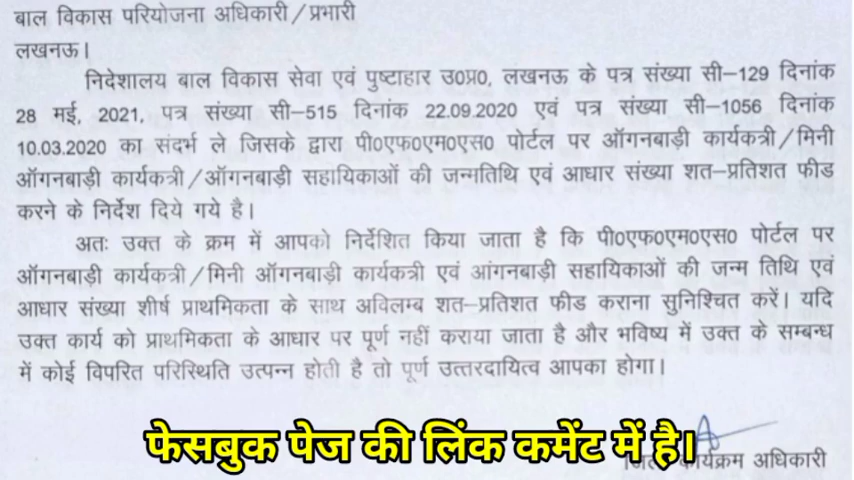 बाल विकास परियोजना अधिकारी/प्रभारी
लखनऊ।
निदेशालय बाल विकास सेवा एवं पुष्टाहार उ0प्र0, लखनऊ के पत्र संख्या सी–129 दिनांक
28 मई, 2021, पत्र संख्या सी–515 दिनांक 22.09.2020 एवं पत्र संख्या सी–1056 दिनांक
10.03.2020 का संदर्भ ले जिसके द्वारा पी0एफ0एम0एस0 पोर्टल पर ऑगनबाड़ी कार्यकत्री/मिनी
ऑगनबाड़ी कार्यकत्री/ऑगनबाड़ी सहायिकाओं की जन्मतिथि एवं आधार संख्या शत–प्रतिशत फीड
करने के निर्देश दिये गये है।
अतः उक्त के क्रम में आपको निर्देशित किया जाता है कि पी0एफ0एम0एस0 पोर्टल पर
ऑगनबाड़ी कार्यकत्री/मिनी ऑगनबाड़ी कार्यकत्री एवं आंगनबाड़ी सहायिकाओं की जन्म तिथि एवं
आधार संख्या शीर्ष प्राथमिकता के साथ अविलम्ब शत–प्रतिशत फीड कराना सुनिश्चित करें। यदि
उक्त कार्य को प्राथमिकता के आधार पर पूर्ण नहीं कराया जाता है और भविष्य में उक्त के सम्बन्ध
में कोई विपरित परिस्थिति उत्पन्न होती है तो पूर्ण उत्तरदायित्व आपका होगा।
फेसबुक पेज की लिंक कमेंट में है।
जिला कार्यक्रम अधिकारी